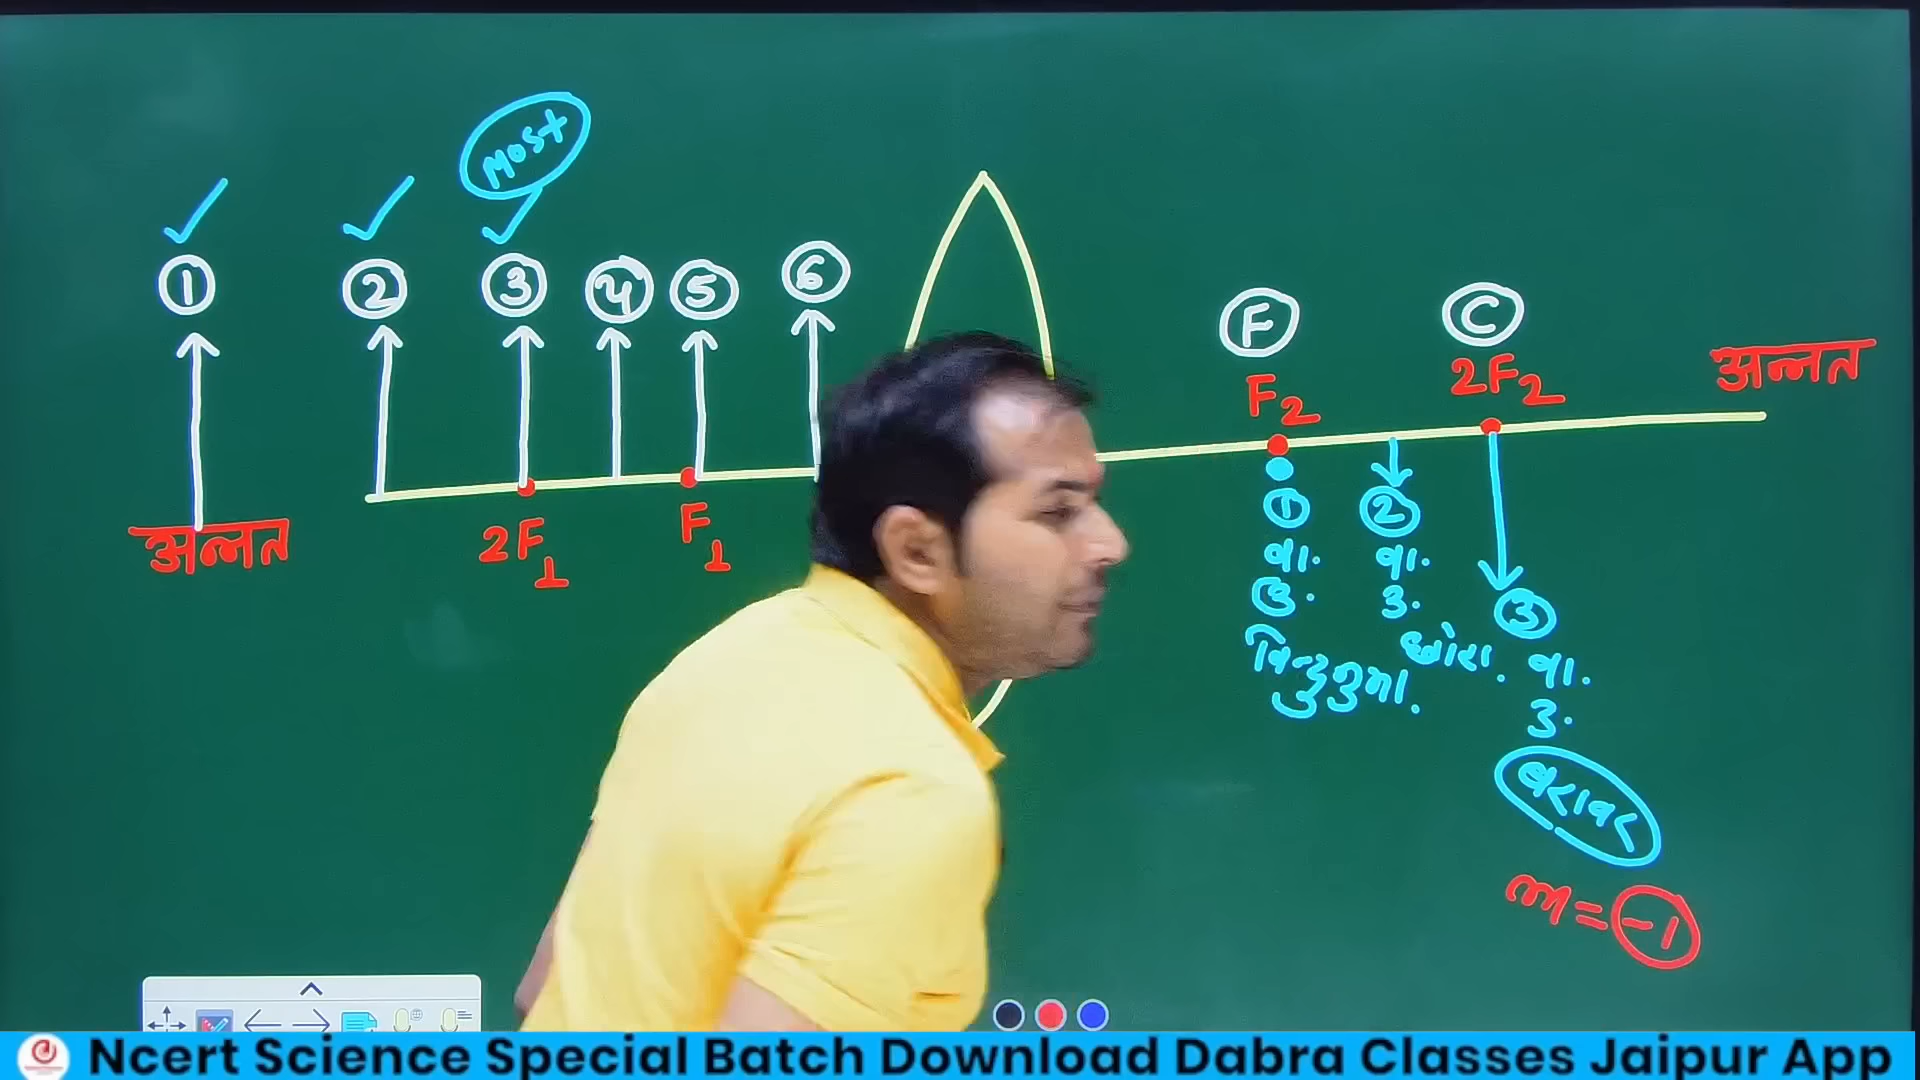 Most
1 2 3 4 5 6
F C
F2 2F2 अनन्त
अनन्त 2F1 F1
1 2 3
वा. वा. वा.
उ. उ. उ.
बिन्दुनुमा. छोटा.
बराबर
m = -1
Ncert Science Special Batch Download Dabra Classes Jaipur App